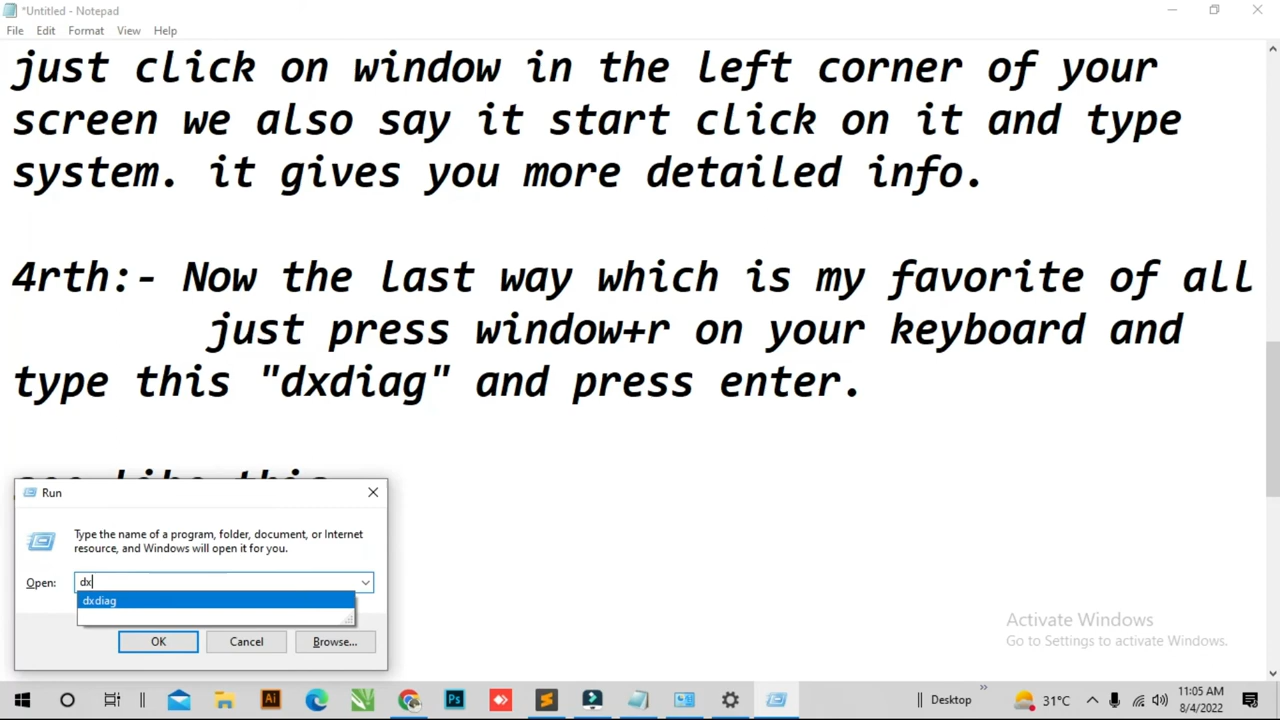 *Untitled - Notepad
File Edit Format View Help
just click on window in the left corner of your
screen we also say it start click on it and type
system. it gives you more detailed info.
4rth:- Now the last way which is my favorite of all
just press window+r on your keyboard and
type this "dxdiag" and press enter.
see like this
Run
Type the name of a program, folder, document, or Internet
resource, and Windows will open it for you.
Open: dx
dxdiag
OK Cancel Browse...
Activate Windows
Go to Settings to activate Windows.
Ai Ps Desktop 31°C 11:05 AM
8/4/2022